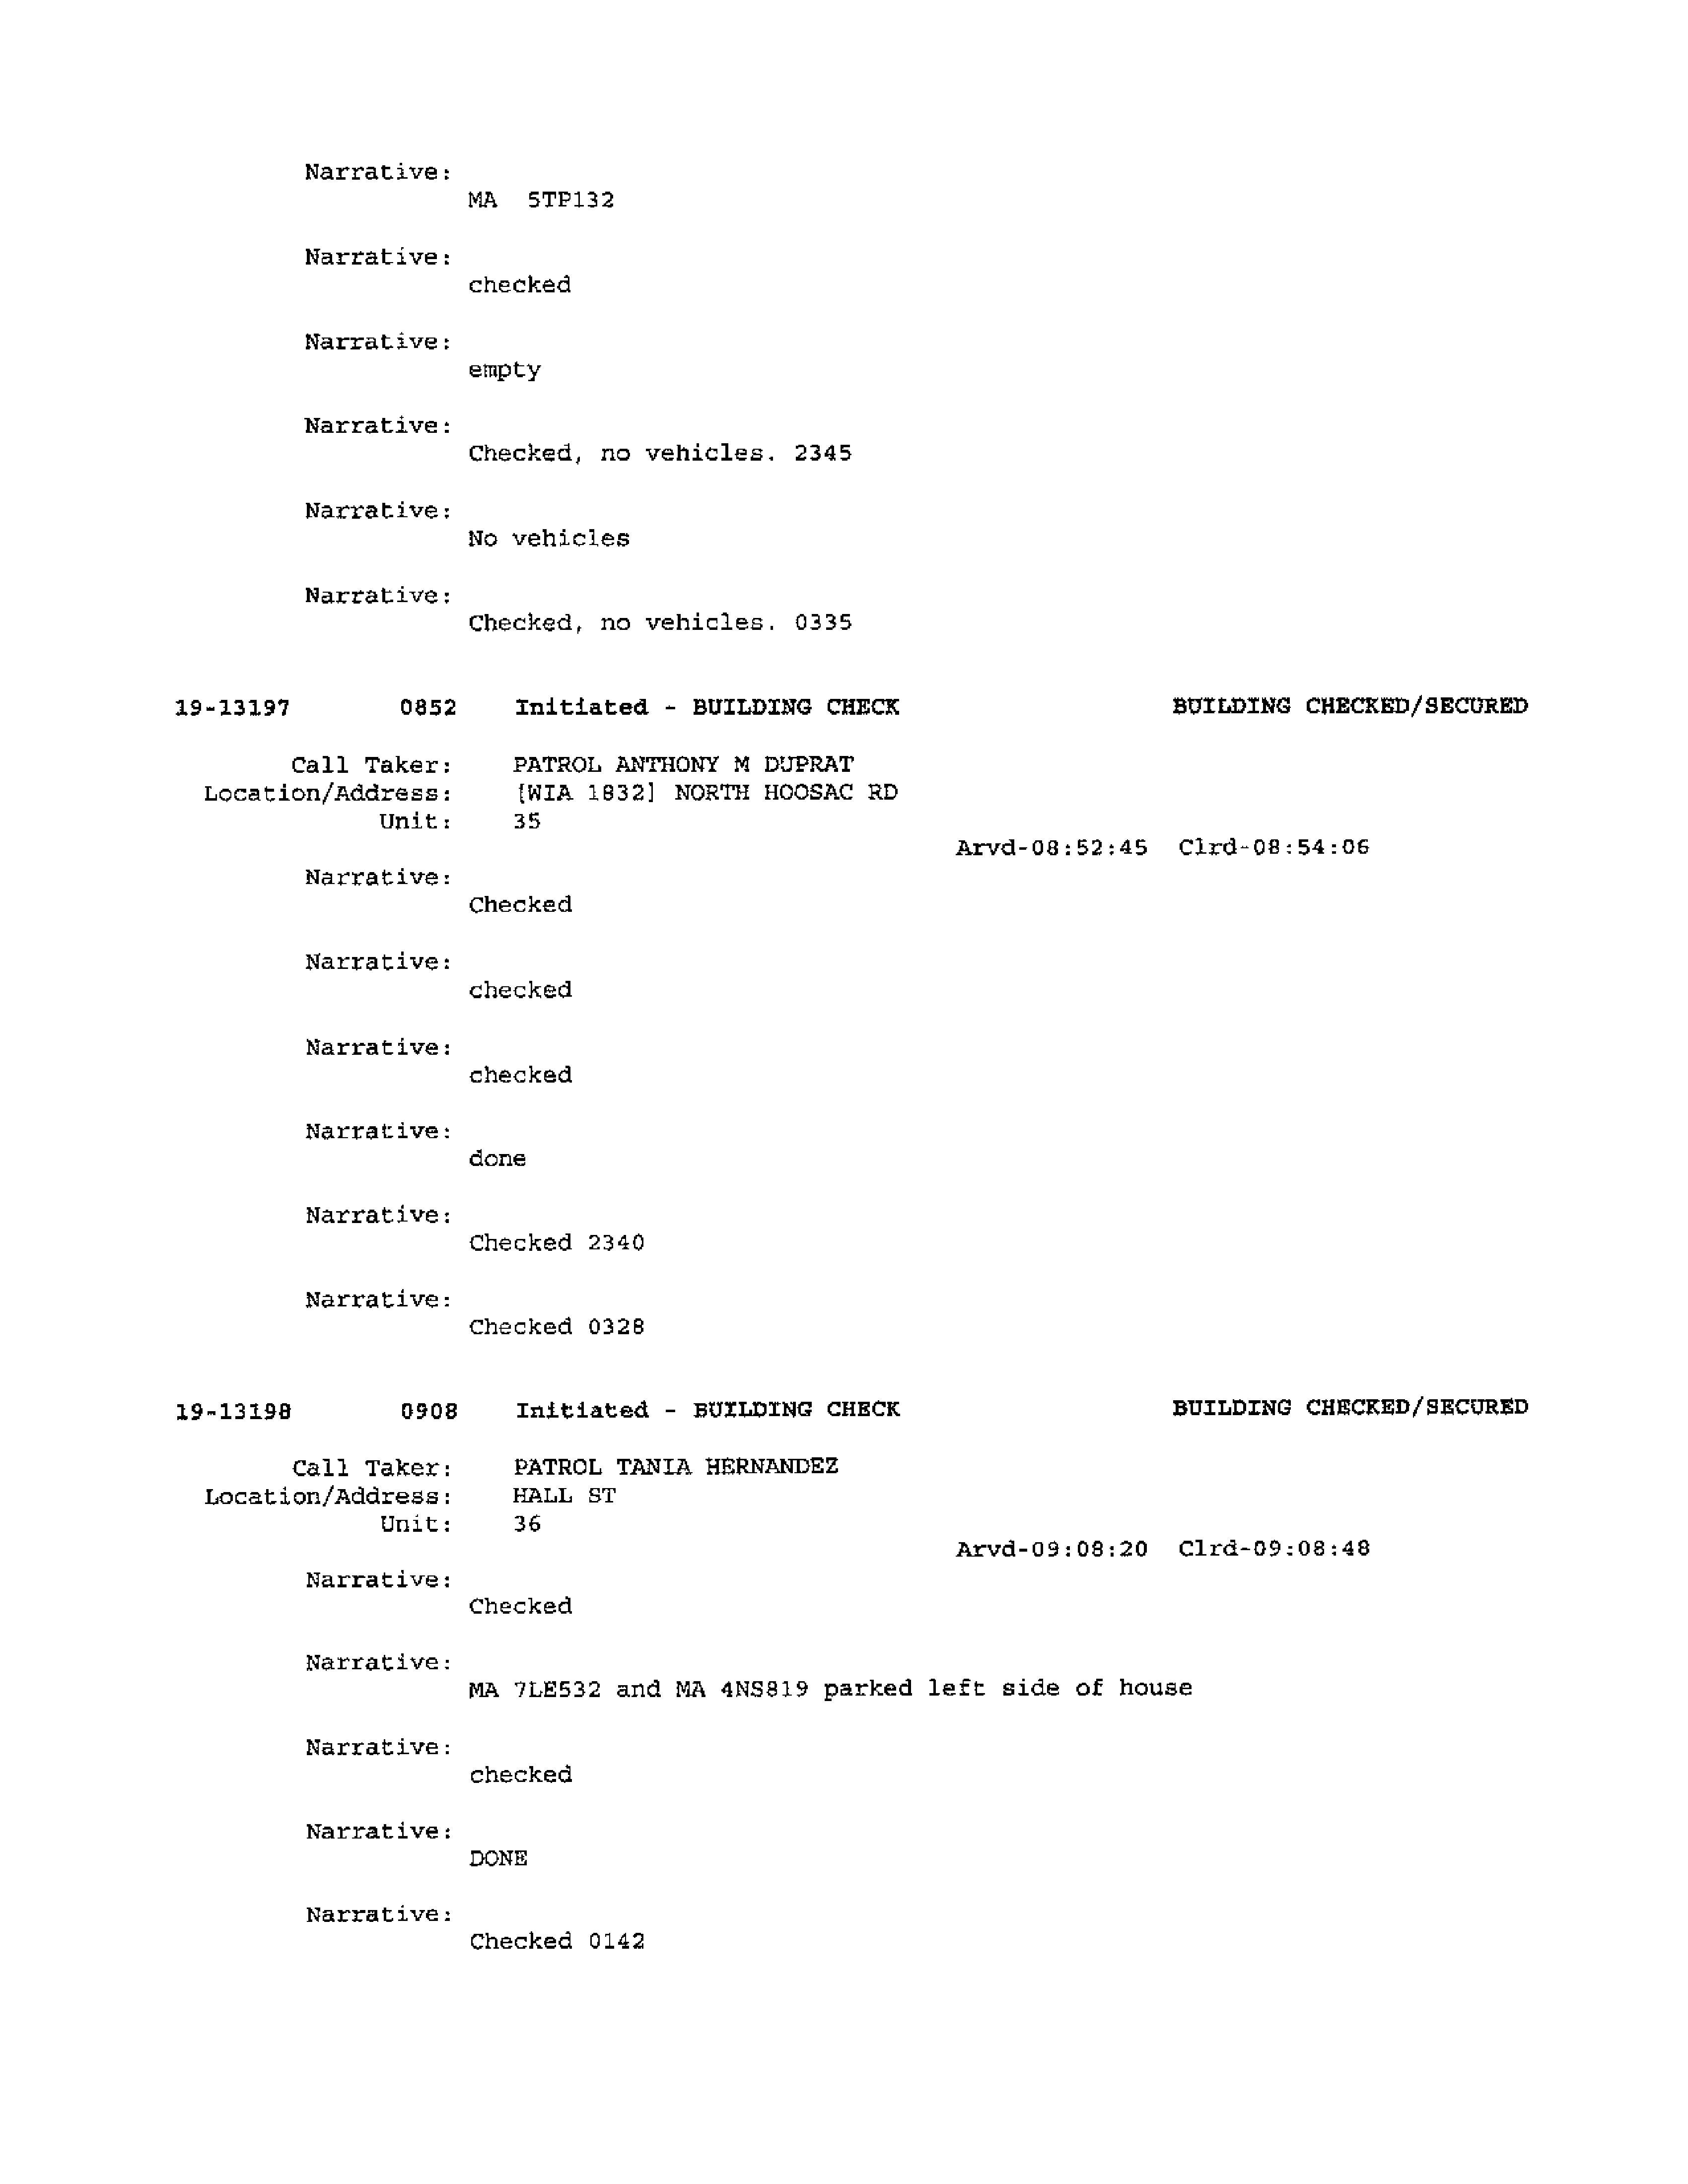 Narrative:
MA  5TP132
Narrative:
checked
Narrative:
empty
Narrative:
Checked, no vehicles. 2345
Narrative:
No vehicles
Narrative:
Checked, no vehicles. 0335
19-13197 0852 Initiated - BUILDING CHECK BUILDING CHECKED/SECURED
Call Taker: PATROL ANTHONY M DUPRAT
Location/Address: [WIA 1832] NORTH HOOSAC RD
Unit: 35
Arvd-08:52:45 Clrd-08:54:06
Narrative:
Checked
Narrative:
checked
Narrative:
checked
Narrative:
done
Narrative:
Checked 2340
Narrative:
Checked 0328
19-13198 0908 Initiated - BUILDING CHECK BUILDING CHECKED/SECURED
Call Taker: PATROL TANIA HERNANDEZ
Location/Address: HALL ST
Unit: 36
Arvd-09:08:20 Clrd-09:08:48
Narrative:
Checked
Narrative:
MA 7LE532 and MA 4NS819 parked left side of house
Narrative:
checked
Narrative:
DONE
Narrative:
Checked 0142